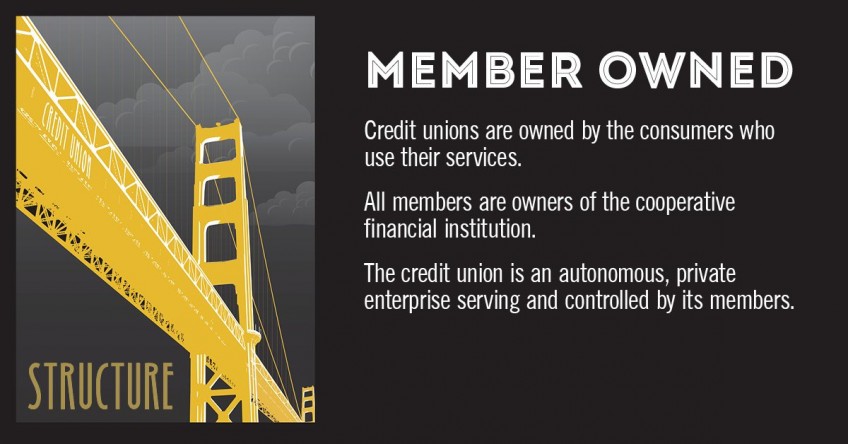 CREDIT UNION
STRUCTURE
MEMBER OWNED
Credit unions are owned by the consumers who
use their services.
All members are owners of the cooperative
financial institution.
The credit union is an autonomous, private
enterprise serving and controlled by its members.